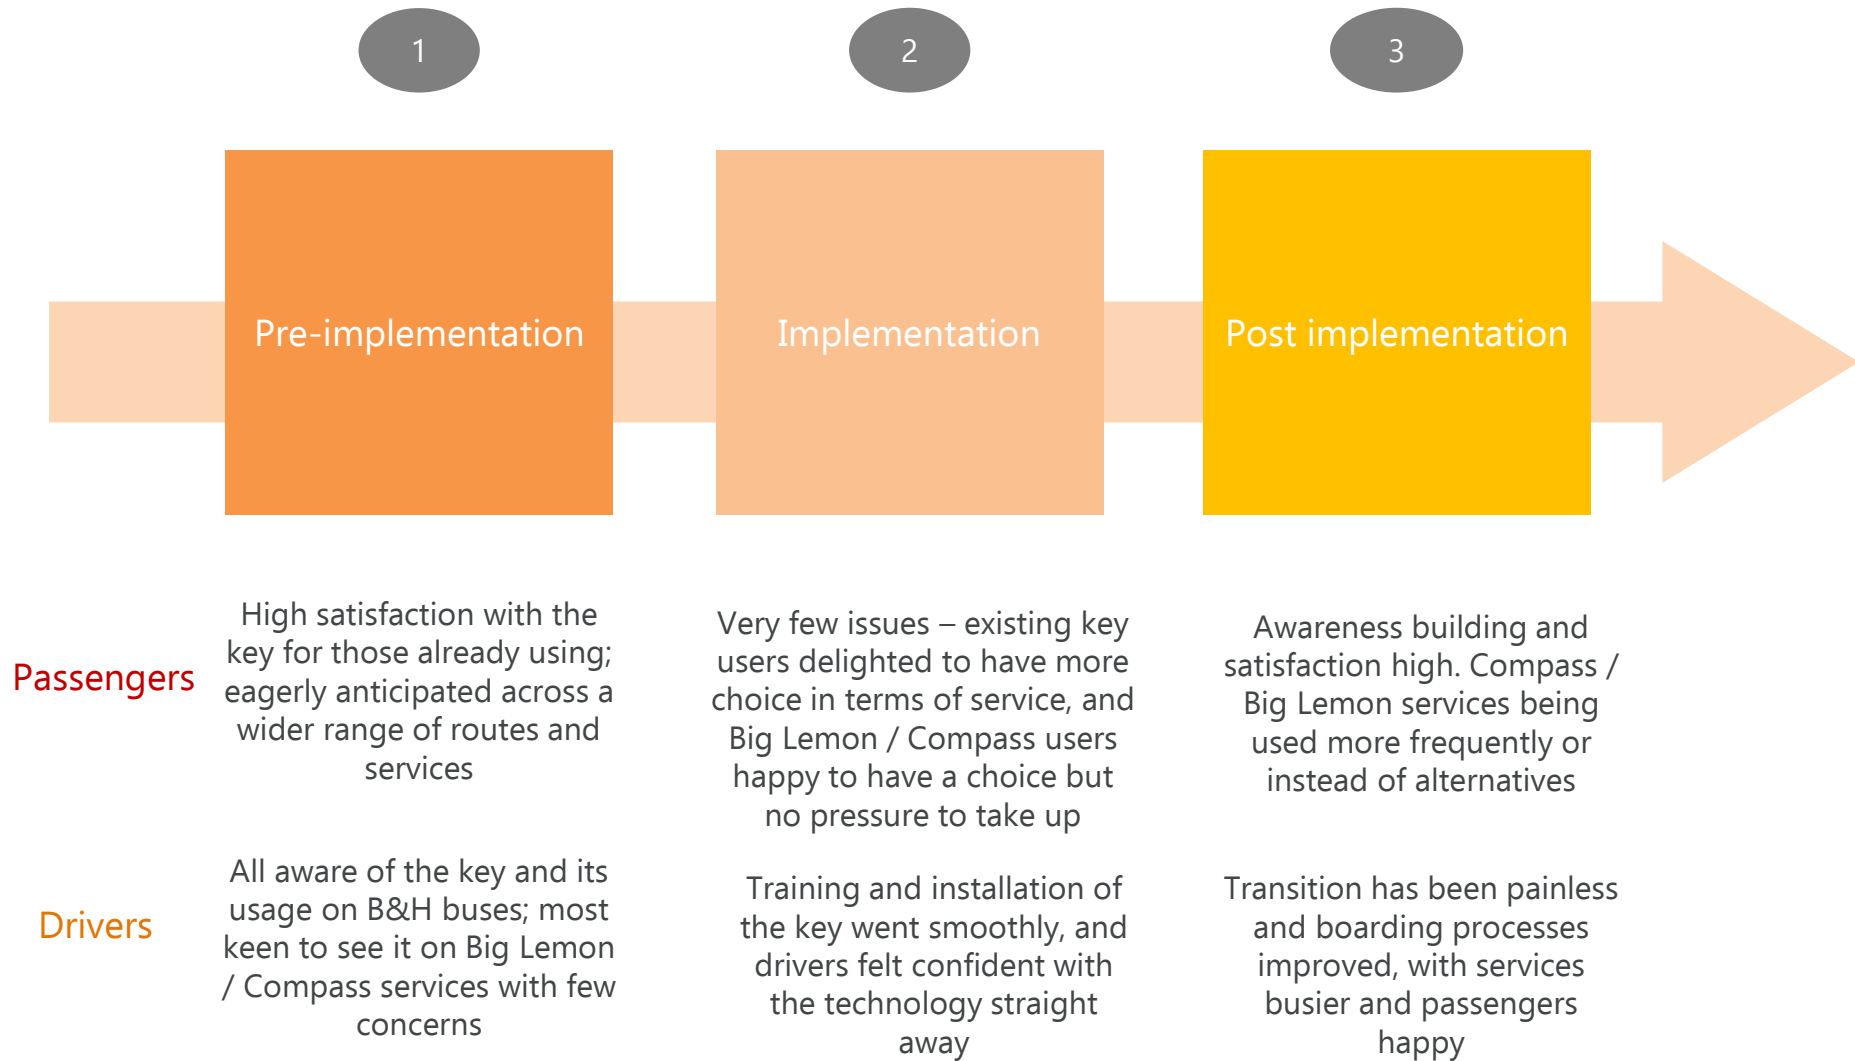 1
2
3
Pre-implementation
Implementation
Post implementation
Passengers
High satisfaction with the
key for those already using;
eagerly anticipated across a
wider range of routes and
services
Very few issues – existing key
users delighted to have more
choice in terms of service, and
Big Lemon / Compass users
happy to have a choice but
no pressure to take up
Awareness building and
satisfaction high. Compass /
Big Lemon services being
used more frequently or
instead of alternatives
Drivers
All aware of the key and its
usage on B&H buses; most
keen to see it on Big Lemon
/ Compass services with few
concerns
Training and installation of
the key went smoothly, and
drivers felt confident with
the technology straight
away
Transition has been painless
and boarding processes
improved, with services
busier and passengers
happy